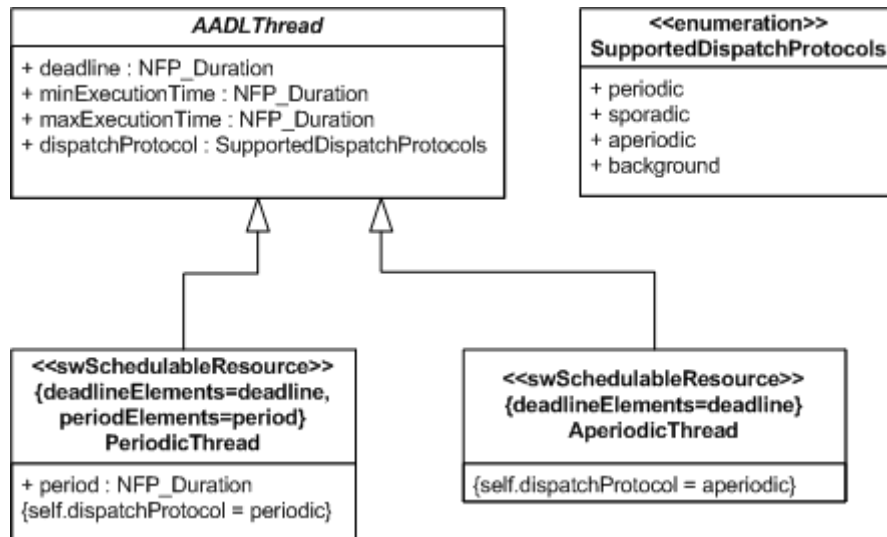 AADLThread
+ deadline : NFP_Duration
+ minExecutionTime : NFP_Duration
+ maxExecutionTime : NFP_Duration
+ dispatchProtocol : SupportedDispatchProtocols
<<enumeration>>
SupportedDispatchProtocols
+ periodic
+ sporadic
+ aperiodic
+ background
<<swSchedulableResource>>
{deadlineElements=deadline,
periodElements=period}
PeriodicThread
+ period : NFP_Duration
{self.dispatchProtocol = periodic}
<<swSchedulableResource>>
{deadlineElements=deadline}
AperiodicThread
{self.dispatchProtocol = aperiodic}